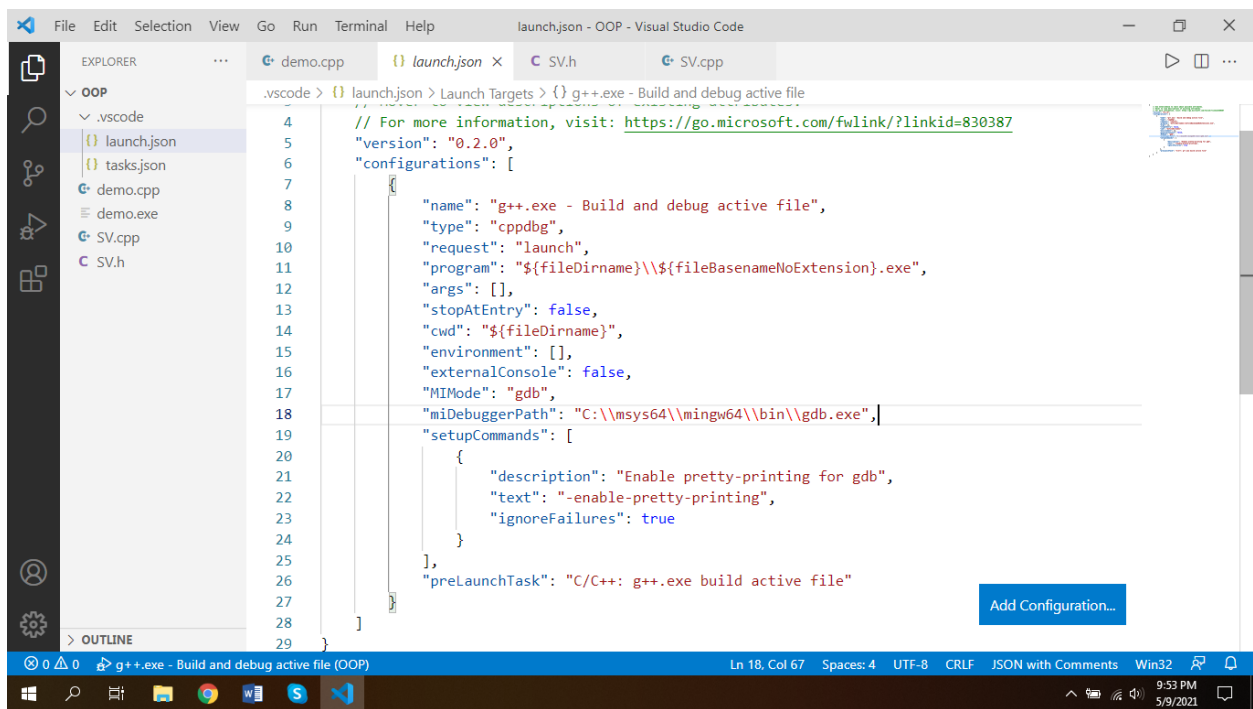 File Edit Selection View Go Run Terminal Help launch.json - OOP - Visual Studio Code
EXPLORER ... demo.cpp {} launch.json × C SV.h SV.cpp ...
OOP
.vscode > {} launch.json > Launch Targets > {} g++.exe - Build and debug active file
.vscode
{} launch.json
{} tasks.json
demo.cpp
demo.exe
SV.cpp
C SV.h
3 // Hover to view descriptions of existing attributes.
4 // For more information, visit: https://go.microsoft.com/fwlink/?linkid=830387
5 "version": "0.2.0",
6 "configurations": [
7 {
8 "name": "g++.exe - Build and debug active file",
9 "type": "cppdbg",
10 "request": "launch",
11 "program": "${fileDirname}\\${fileBasenameNoExtension}.exe",
12 "args": [],
13 "stopAtEntry": false,
14 "cwd": "${fileDirname}",
15 "environment": [],
16 "externalConsole": false,
17 "MIMode": "gdb",
18 "miDebuggerPath": "C:\\msys64\\mingw64\\bin\\gdb.exe",
19 "setupCommands": [
20 {
21 "description": "Enable pretty-printing for gdb",
22 "text": "-enable-pretty-printing",
23 "ignoreFailures": true
24 }
25 ],
26 "preLaunchTask": "C/C++: g++.exe build active file"
27 }
28 ]
29 }
Add Configuration...
OUTLINE
0 0 g++.exe - Build and debug active file (OOP) Ln 18, Col 67 Spaces: 4 UTF-8 CRLF JSON with Comments Win32
9:53 PM
5/9/2021